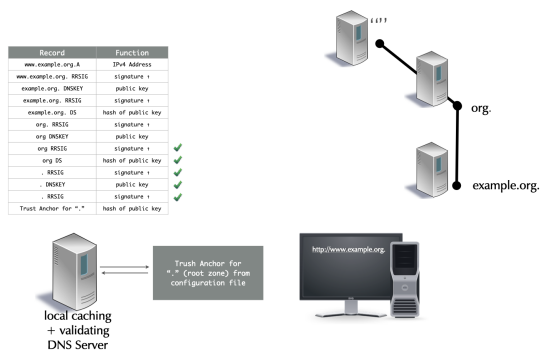 “.”
Record Function
www.example.org.A IPv4 Address
www.example.org. RRSIG signature ↑
example.org. DNSKEY public key
example.org. RRSIG signature ↑
example.org. DS hash of public key
org. RRSIG signature ↑
org DNSKEY public key
org RRSIG signature ↑
org DS hash of public key
. RRSIG signature ↑
. DNSKEY public key
. RRSIG signature ↑
Trust Anchor for “.” hash of public key
org.
example.org.
Trush Anchor for
“.” (root zone) from
configuration file
http://www.example.org.
local caching
+ validating
DNS Server